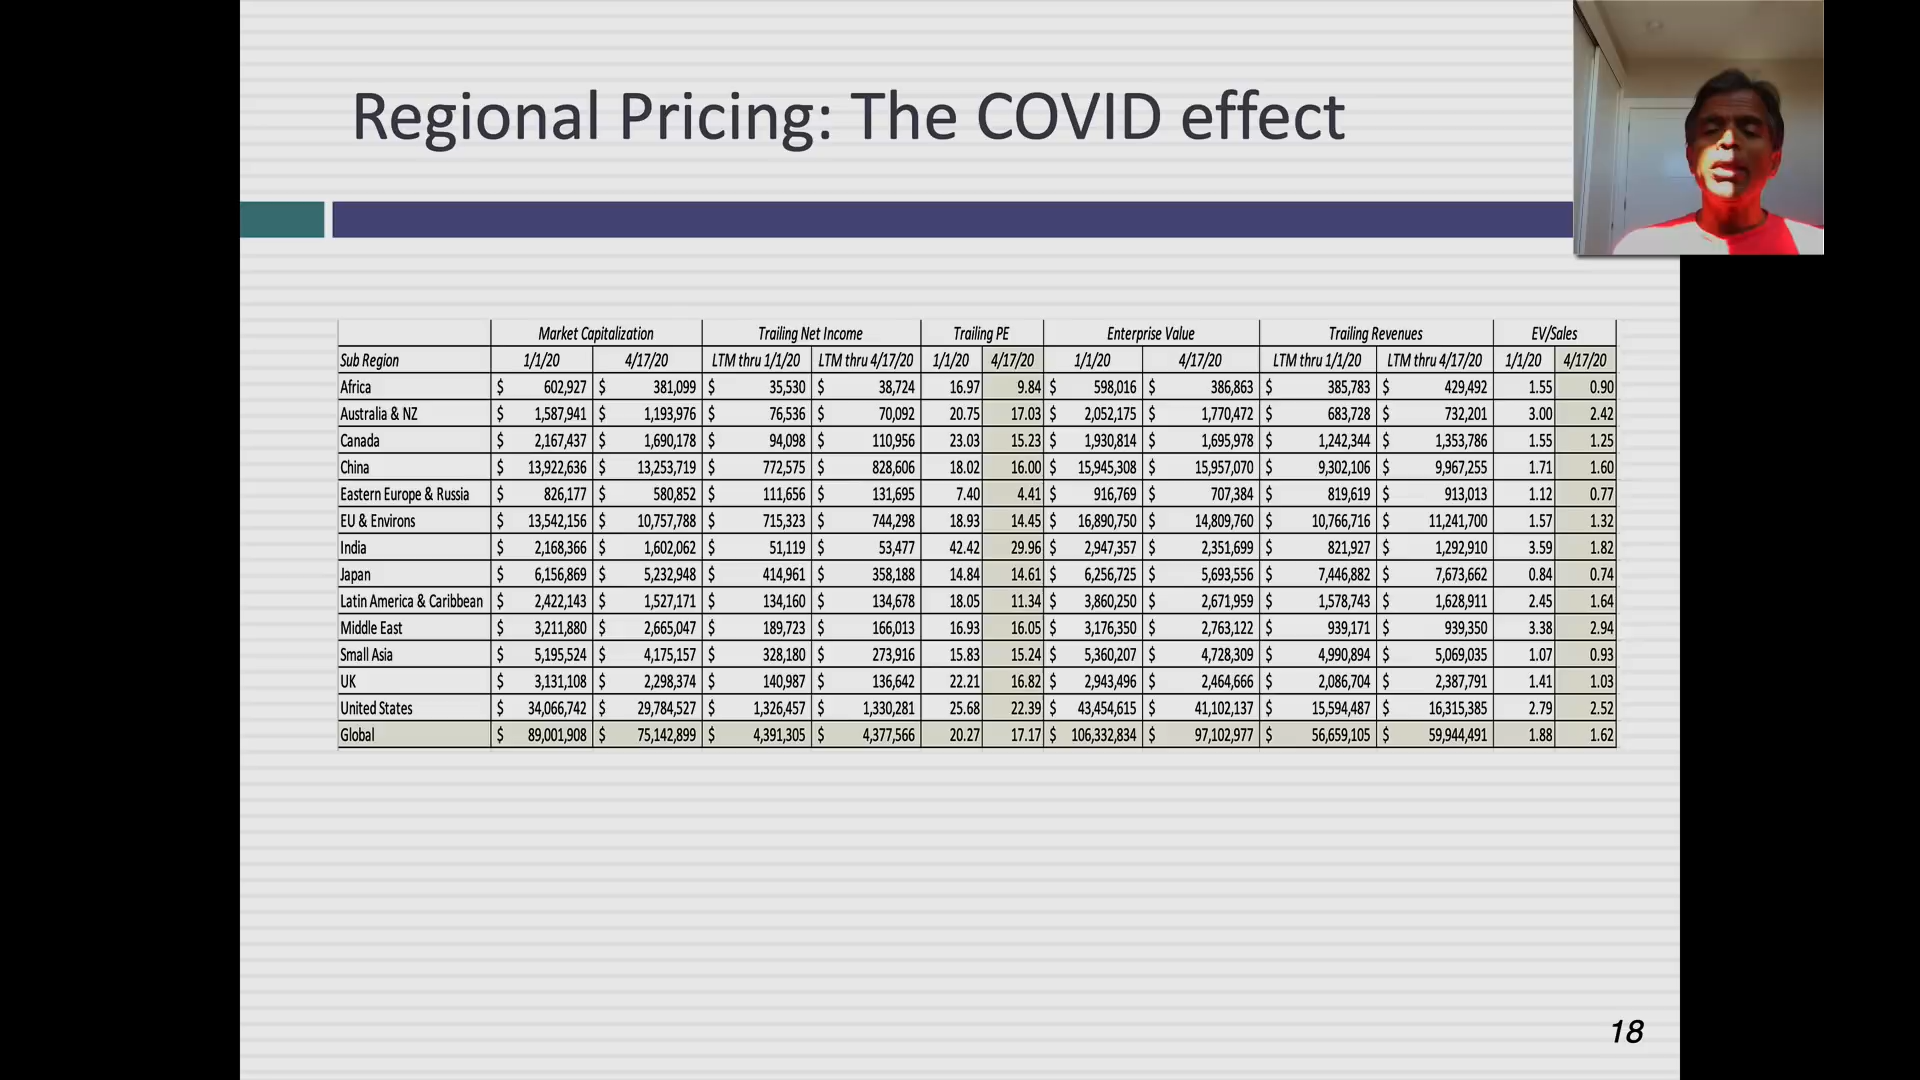 Regional Pricing: The COVID effect
Market Capitalization Trailing Net Income Trailing PE Enterprise Value Trailing Revenues EV/Sales
Sub Region 1/1/20 4/17/20 LTM thru 1/1/20 LTM thru 4/17/20 1/1/20 4/17/20 1/1/20 4/17/20 LTM thru 1/1/20 LTM thru 4/17/20 1/1/20 4/17/20
Africa $ 602,927 $ 381,099 $ 35,530 $ 38,724 16.97 9.84 $ 598,016 $ 386,863 $ 385,783 $ 429,492 1.55 0.90
Australia & NZ $ 1,587,941 $ 1,193,976 $ 76,536 $ 70,092 20.75 17.03 $ 2,052,175 $ 1,770,472 $ 683,728 $ 732,201 3.00 2.42
Canada $ 2,167,437 $ 1,690,178 $ 94,098 $ 110,956 23.03 15.23 $ 1,930,814 $ 1,695,978 $ 1,242,344 $ 1,353,786 1.55 1.25
China $ 13,922,636 $ 13,253,719 $ 772,575 $ 828,606 18.02 16.00 $ 15,945,308 $ 15,957,070 $ 9,302,106 $ 9,967,255 1.71 1.60
Eastern Europe & Russia $ 826,177 $ 580,852 $ 111,656 $ 131,695 7.40 4.41 $ 916,769 $ 707,384 $ 819,619 $ 913,013 1.12 0.77
EU & Environs $ 13,542,156 $ 10,757,788 $ 715,323 $ 744,298 18.93 14.45 $ 16,890,750 $ 14,809,760 $ 10,766,716 $ 11,241,700 1.57 1.32
India $ 2,168,366 $ 1,602,062 $ 51,119 $ 53,477 42.42 29.96 $ 2,947,357 $ 2,351,699 $ 821,927 $ 1,292,910 3.59 1.82
Japan $ 6,156,869 $ 5,232,948 $ 414,961 $ 358,188 14.84 14.61 $ 6,256,725 $ 5,693,556 $ 7,446,882 $ 7,673,662 0.84 0.74
Latin America & Caribbean $ 2,422,143 $ 1,527,171 $ 134,160 $ 134,678 18.05 11.34 $ 3,860,250 $ 2,671,959 $ 1,578,743 $ 1,628,911 2.45 1.64
Middle East $ 3,211,880 $ 2,665,047 $ 189,723 $ 166,013 16.93 16.05 $ 3,176,350 $ 2,763,122 $ 939,171 $ 939,350 3.38 2.94
Small Asia $ 5,195,524 $ 4,175,157 $ 328,180 $ 273,916 15.83 15.24 $ 5,360,207 $ 4,728,309 $ 4,990,894 $ 5,069,035 1.07 0.93
UK $ 3,131,108 $ 2,298,374 $ 140,987 $ 136,642 22.21 16.82 $ 2,943,496 $ 2,464,666 $ 2,086,704 $ 2,387,791 1.41 1.03
United States $ 34,066,742 $ 29,784,527 $ 1,326,457 $ 1,330,281 25.68 22.39 $ 43,454,615 $ 41,102,137 $ 15,594,487 $ 16,315,385 2.79 2.52
Global $ 89,001,908 $ 75,142,899 $ 4,391,305 $ 4,377,566 20.27 17.17 $ 106,332,834 $ 97,102,977 $ 56,659,105 $ 59,944,491 1.88 1.62
18